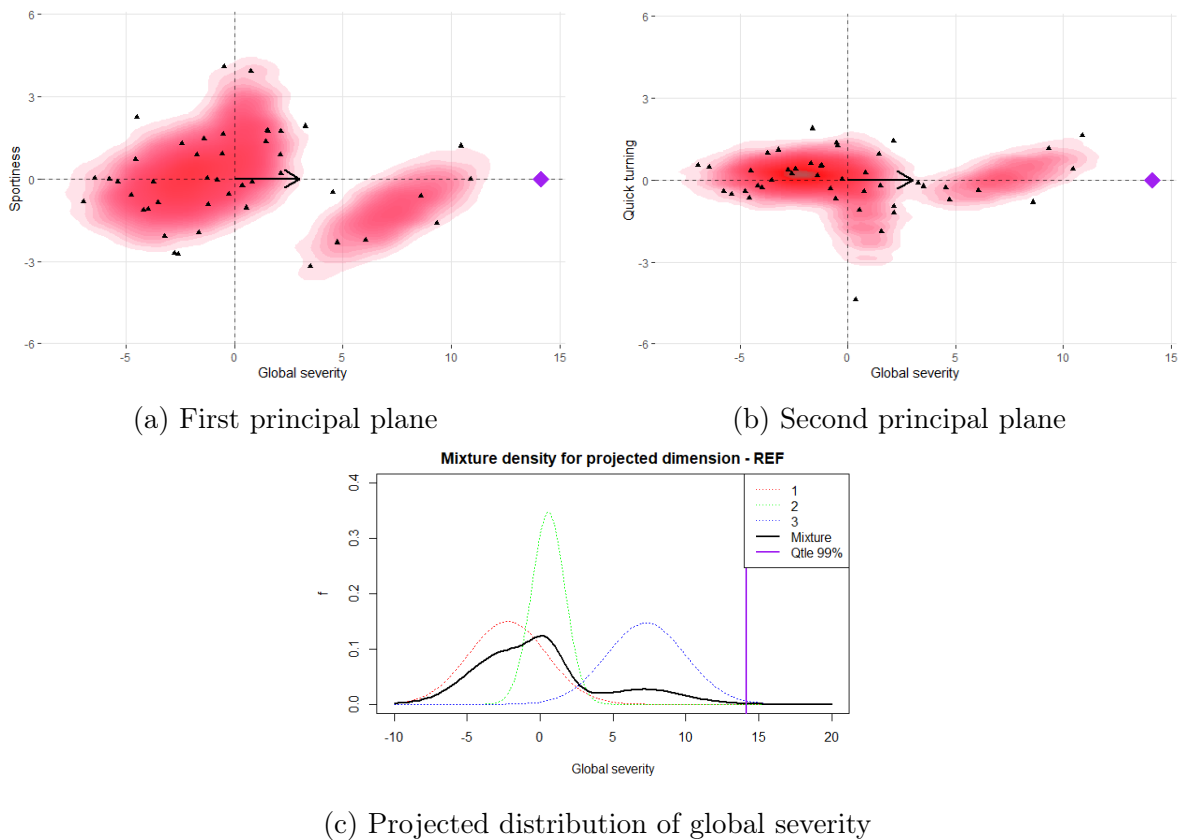 6
3
0
-3
-6
Sportiness
-5
0
5
10
15
Global severity
(a) First principal plane
6
3
0
-3
-6
Quick turning
-5
0
5
10
15
Global severity
(b) Second principal plane
Mixture density for projected dimension - REF
0.4
0.3
0.2
0.1
0.0
f
1
2
3
Mixture
Qtle 99%
-10
-5
0
5
10
15
20
Global severity
(c) Projected distribution of global severity